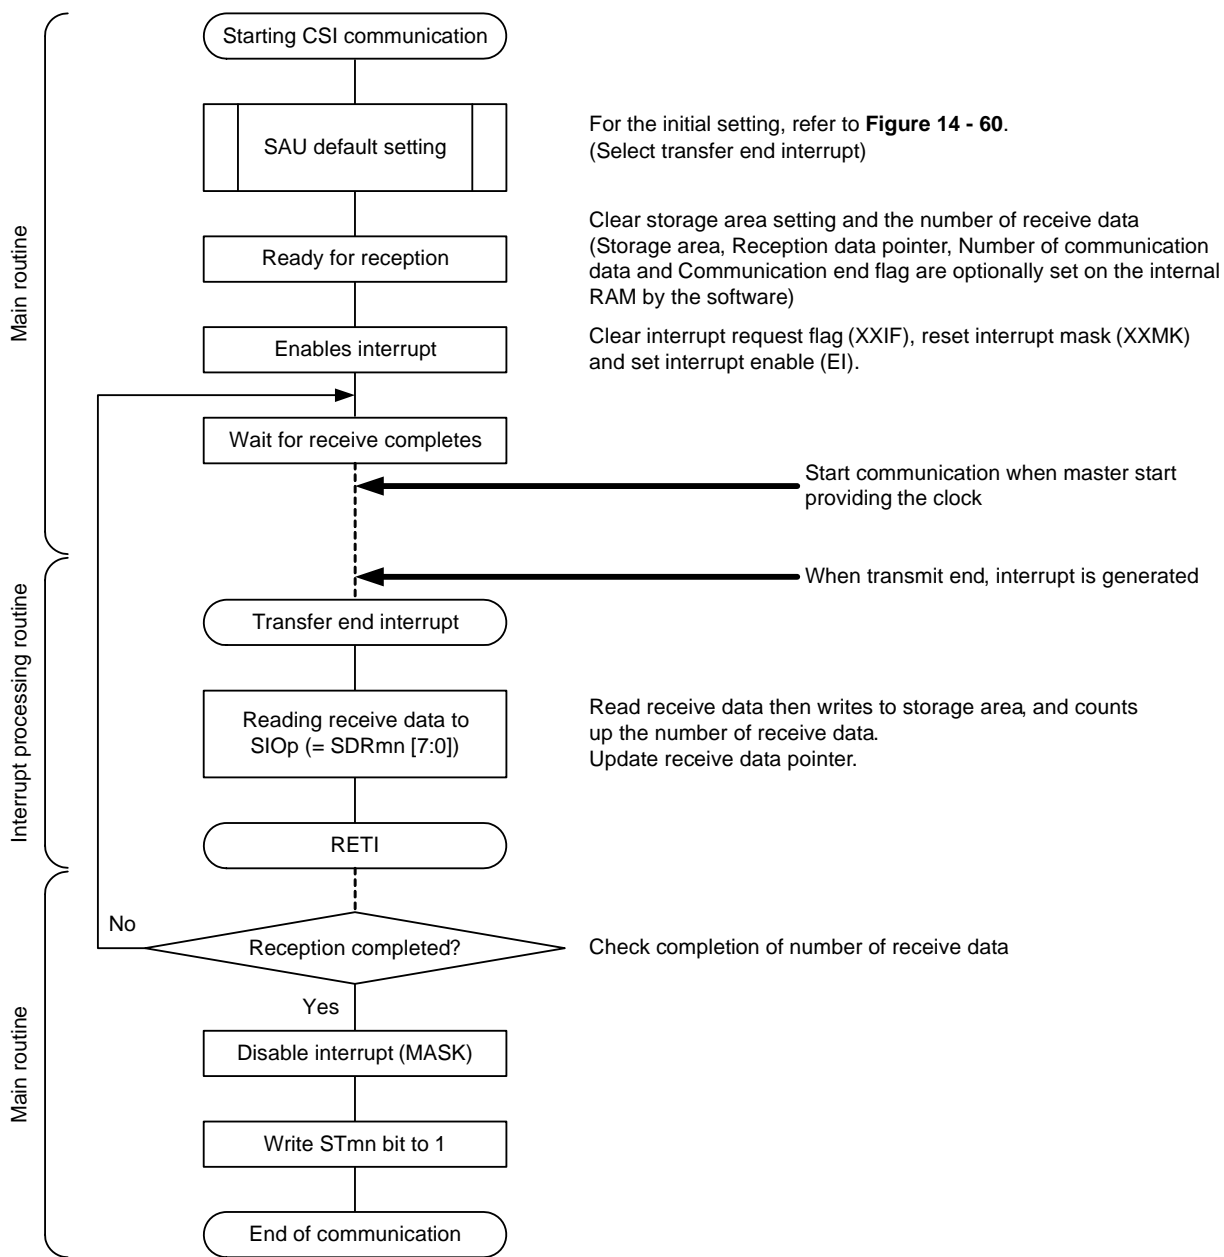 Starting CSI communication
SAU default setting
For the initial setting, refer to Figure 14 - 60.
(Select transfer end interrupt)
Main routine
Ready for reception
Clear storage area setting and the number of receive data
(Storage area, Reception data pointer, Number of communication
data and Communication end flag are optionally set on the internal
RAM by the software)
Enables interrupt
Clear interrupt request flag (XXIF), reset interrupt mask (XXMK)
and set interrupt enable (EI).
Wait for receive completes
Start communication when master start
providing the clock
When transmit end, interrupt is generated
Interrupt processing routine
Transfer end interrupt
Reading receive data to
SIOp (= SDRmn [7:0])
Read receive data then writes to storage area, and counts
up the number of receive data.
Update receive data pointer.
RETI
No
Reception completed?
Check completion of number of receive data
Yes
Main routine
Disable interrupt (MASK)
Write STmn bit to 1
End of communication